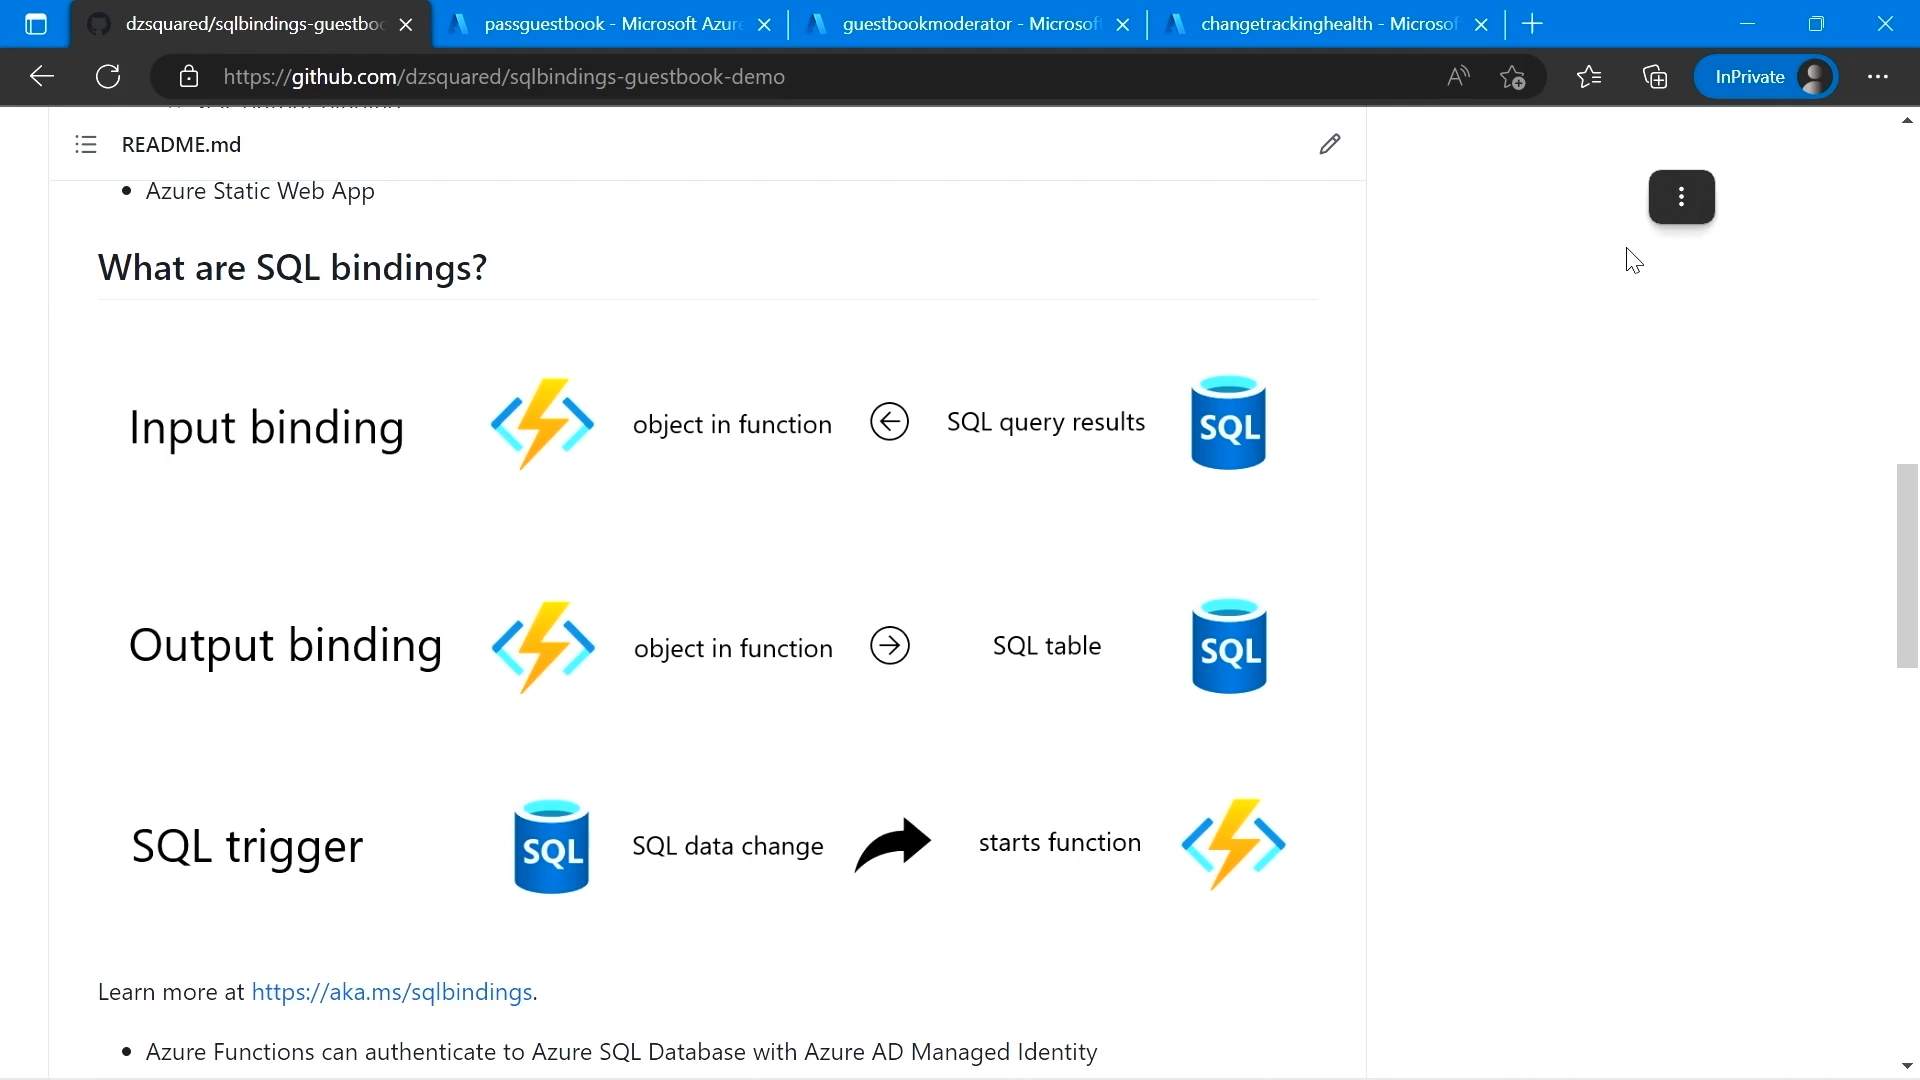 dzsquared/sqlbindings-guestboo
passguestbook - Microsoft Azure
guestbookmoderator - Microsoft
changetrackinghealth - Microsof
https://github.com/dzsquared/sqlbindings-guestbook-demo
InPrivate
README.md
• Azure Static Web App
What are SQL bindings?
Input binding object in function SQL query results SQL
Output binding object in function SQL table SQL
SQL trigger SQL SQL data change starts function
Learn more at https://aka.ms/sqlbindings.
• Azure Functions can authenticate to Azure SQL Database with Azure AD Managed Identity